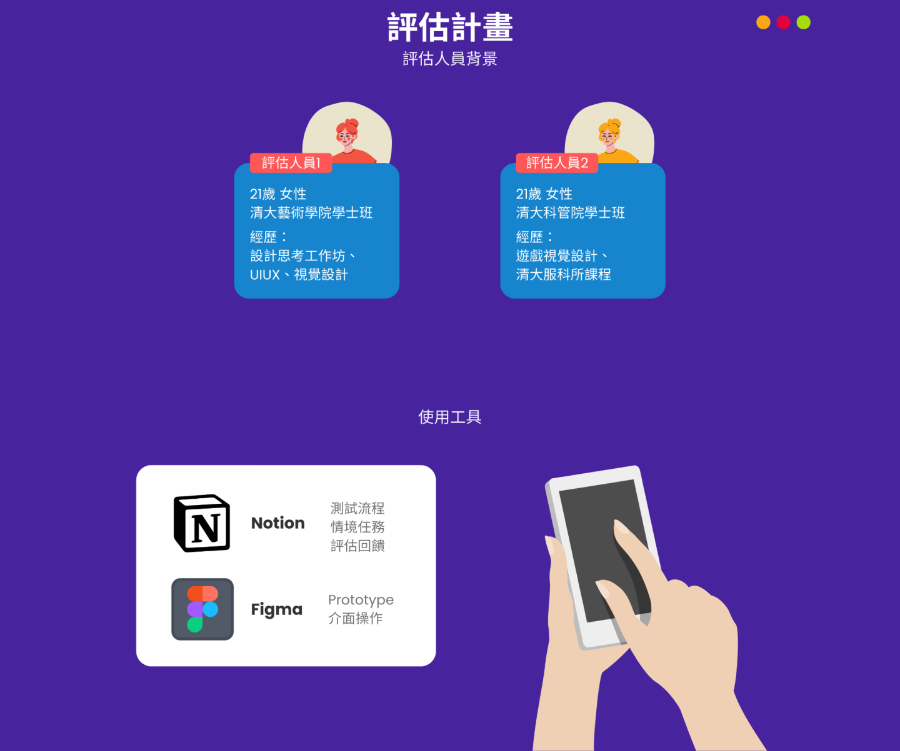 評估計畫
評估人員背景
評估人員1
21歲 女性
清大藝術學院學士班
經歷：
設計思考工作坊、
UIUX、視覺設計
評估人員2
21歲 女性
清大科管院學士班
經歷：
遊戲視覺設計、
清大服科所課程
使用工具
N
Notion
測試流程
情境任務
評估回饋
Figma
Prototype
介面操作